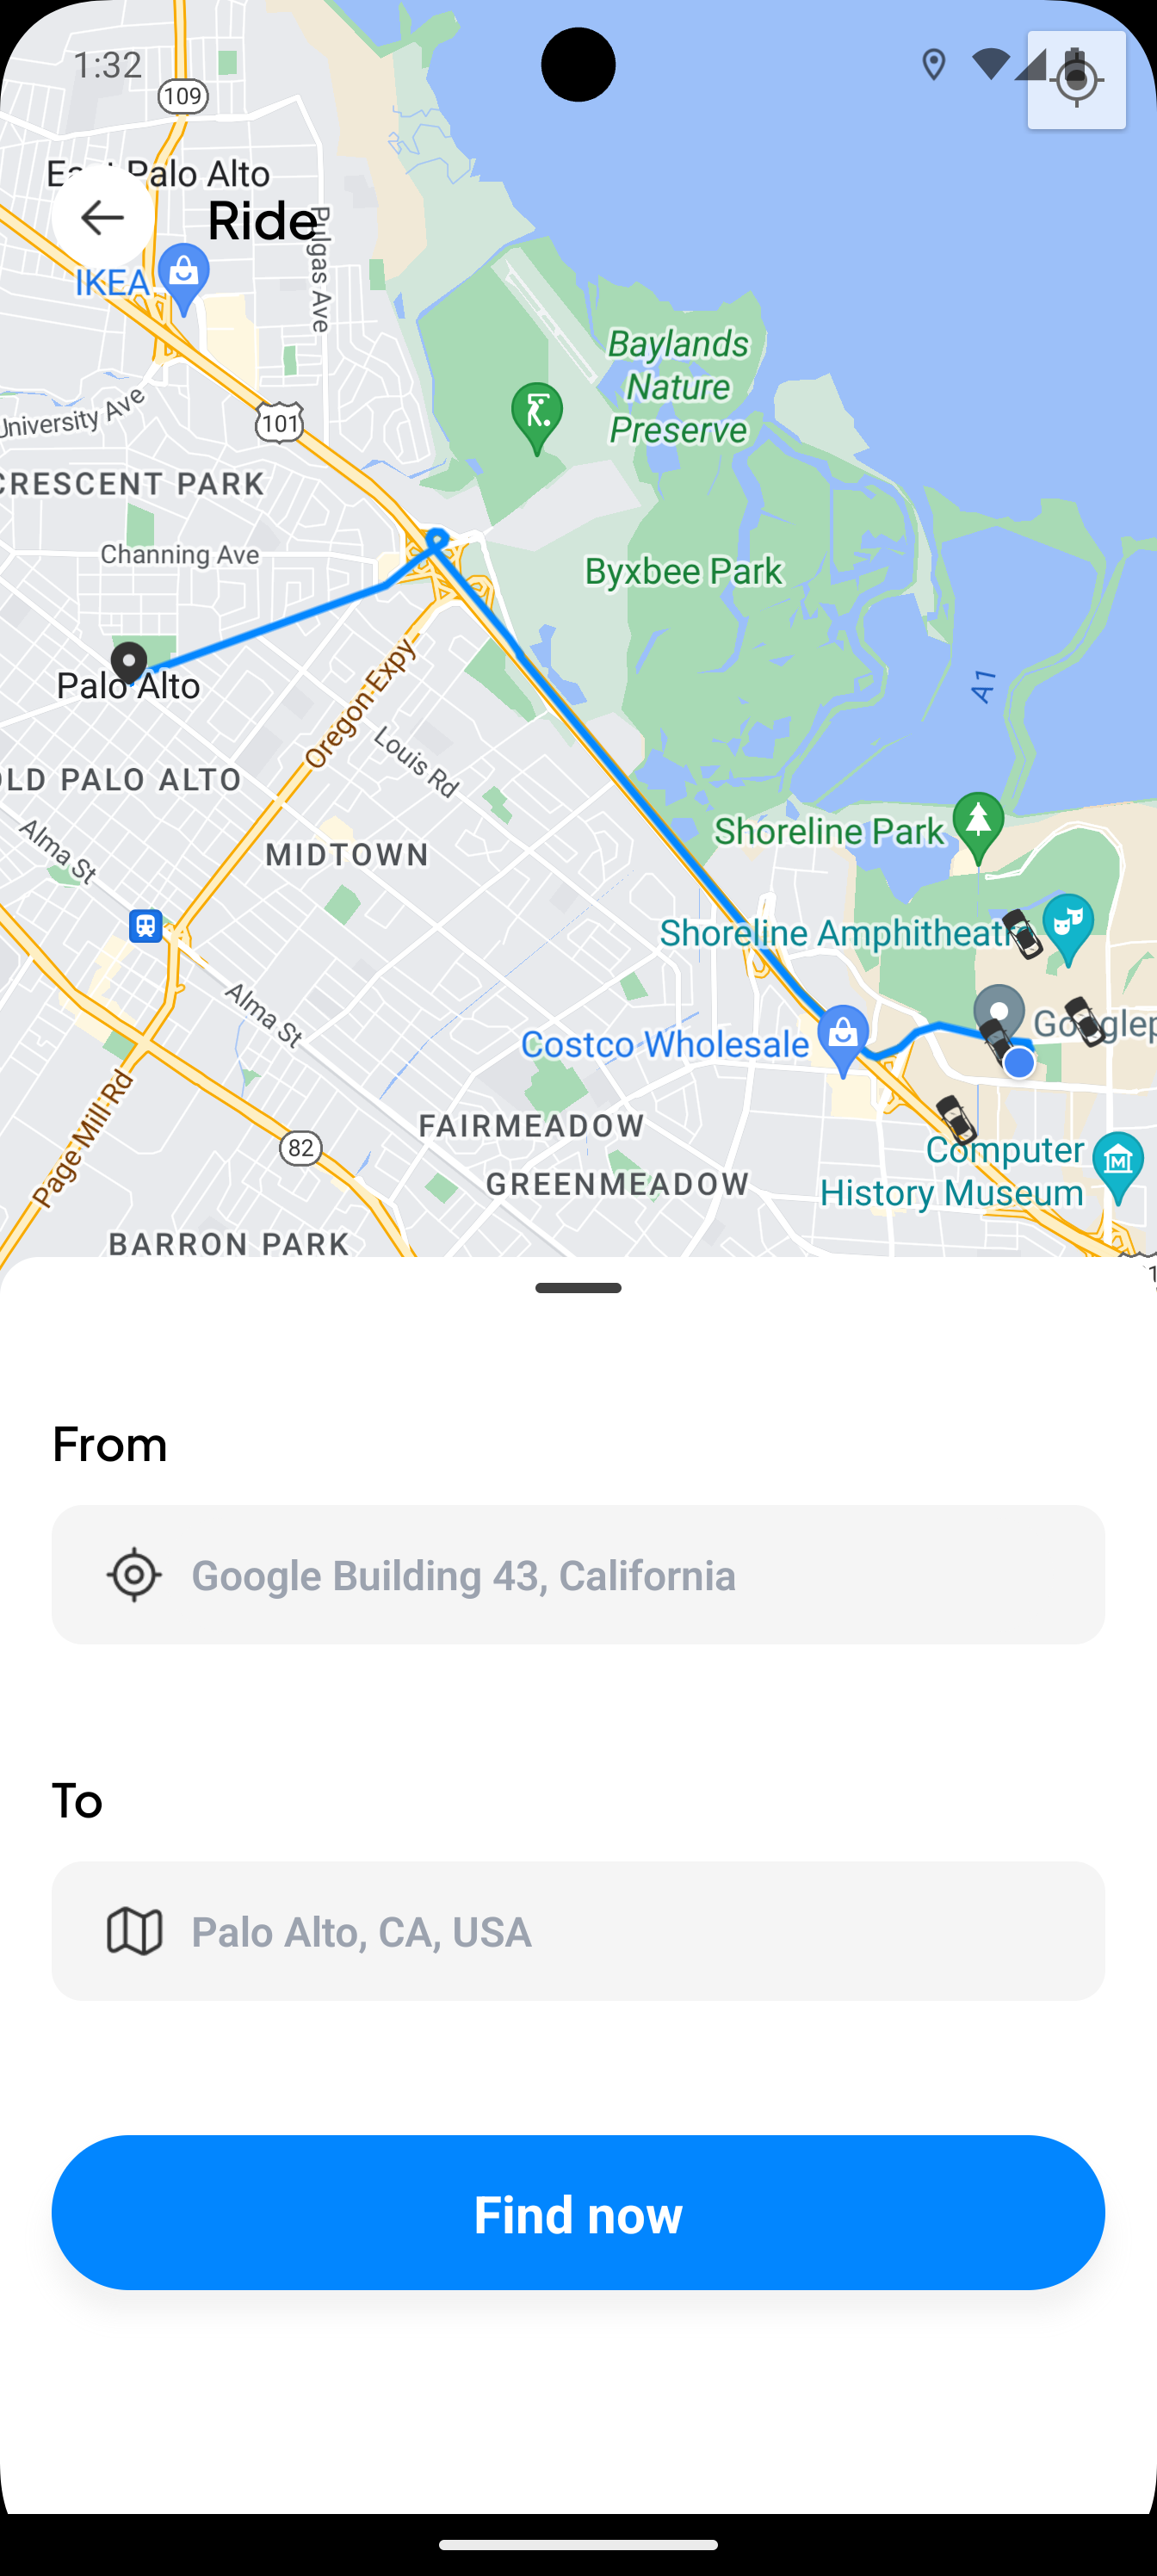 1:32
109
East Palo Alto
Ride
Pulgas Ave
IKEA
Baylands
Nature
Preserve
University Ave
101
CRESCENT PARK
Channing Ave
Byxbee Park
Palo Alto
Oregon Expy
A1
Louis Rd
OLD PALO ALTO
Alma St
Shoreline Park
MIDTOWN
Shoreline Amphitheatr
Alma St
Googlep
Costco Wholesale
Page Mill Rd
FAIRMEADOW
82
Computer
History Museum
GREENMEADOW
BARRON PARK
From
Google Building 43, California
To
Palo Alto, CA, USA
Find now